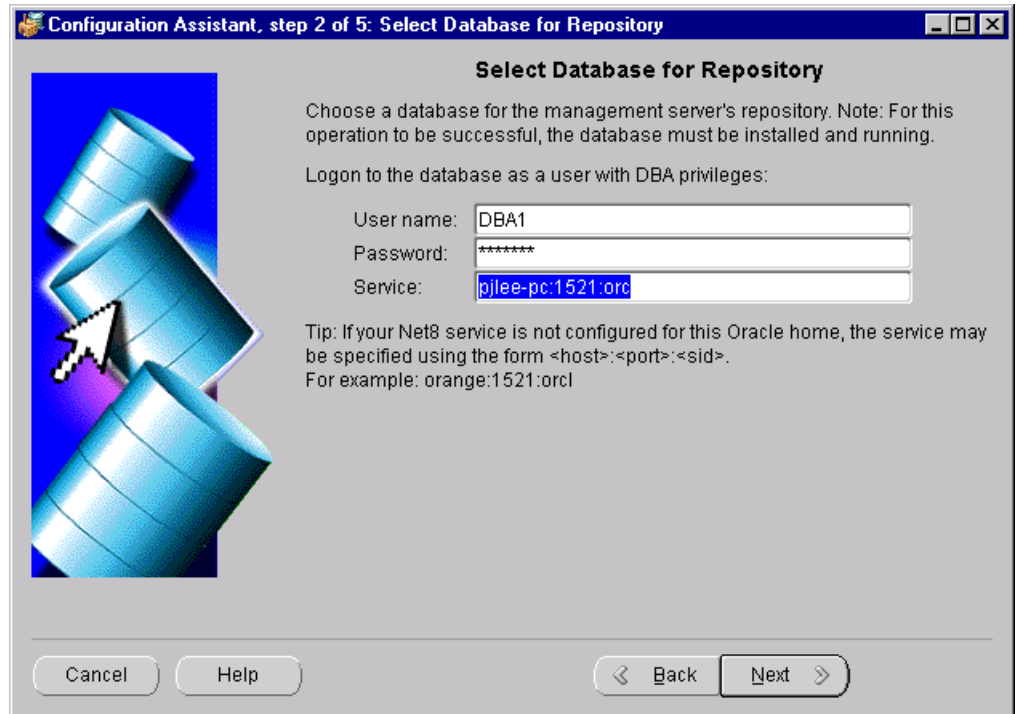 Configuration Assistant, step 2 of 5: Select Database for Repository
Select Database for Repository
Choose a database for the management server's repository. Note: For this
operation to be successful, the database must be installed and running.
Logon to the database as a user with DBA privileges:
User name: DBA1
Password: *******
Service: pjlee-pc:1521:orc
Tip: If your Net8 service is not configured for this Oracle home, the service may
be specified using the form <host>:<port>:<sid>.
For example: orange:1521:orcl
Cancel Help Back Next